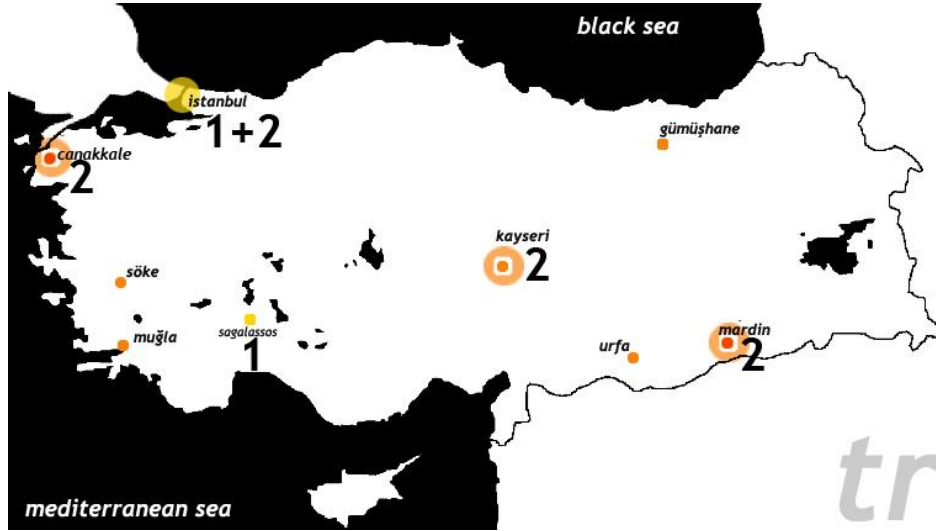 black sea
istanbul
1+2
gümüşhane
canakkale
2
kayseri
2
söke
sagalassos
1
muğla
mardin
2
urfa
tr
mediterranean sea